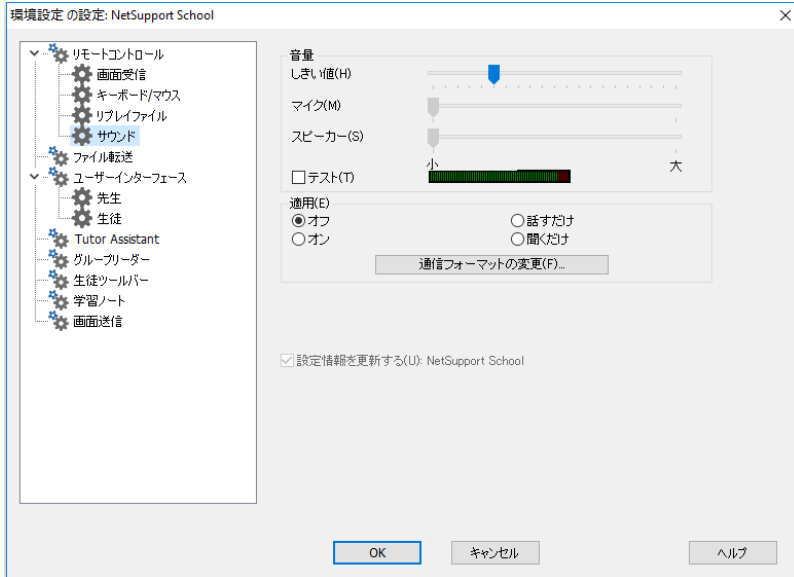 環境設定 の設定: NetSupport School
リモートコントロール
画面受信
キーボード/マウス
リプレイファイル
サウンド
ファイル転送
ユーザーインターフェース
先生
生徒
Tutor Assistant
グループリーダー
生徒ツールバー
学習ノート
画面送信
音量
しきい値(H)
マイク(M)
スピーカー(S)
小 大
テスト(T)
適用(E)
オフ 話すだけ
オン 聞くだけ
通信フォーマットの変更(F)...
設定情報を更新する(U): NetSupport School
OK キャンセル ヘルプ